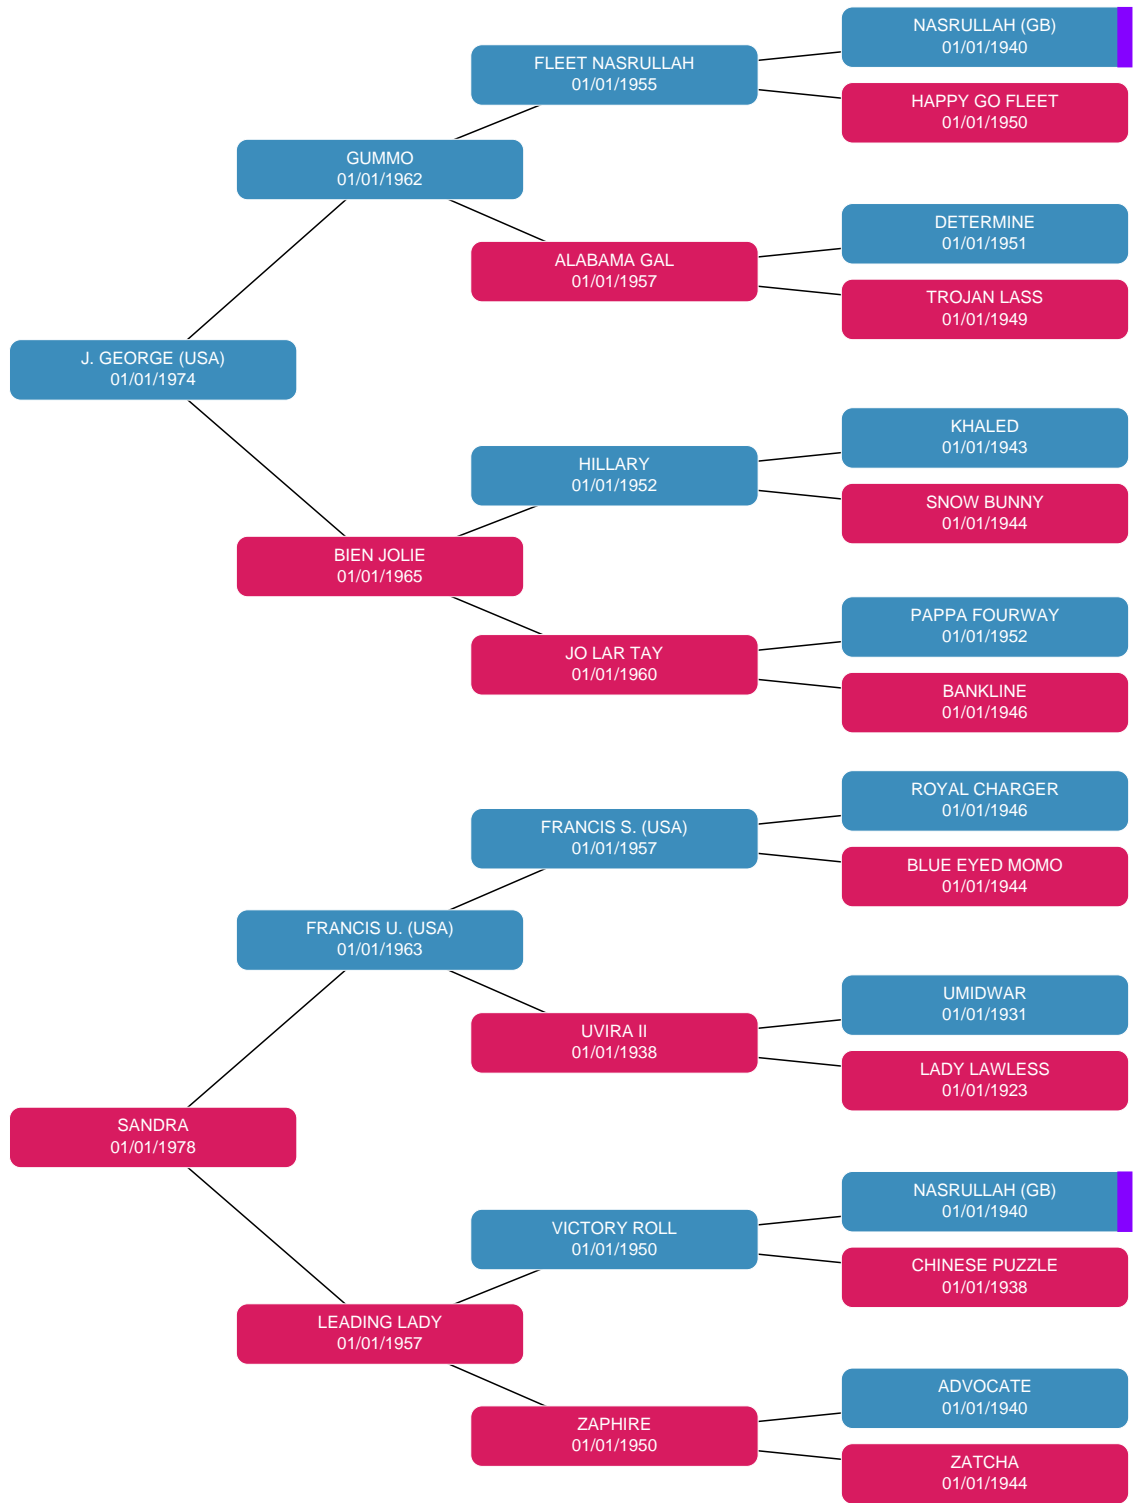 NASRULLAH (GB)
01/01/1940
FLEET NASRULLAH
01/01/1955
HAPPY GO FLEET
01/01/1950
GUMMO
01/01/1962
DETERMINE
01/01/1951
ALABAMA GAL
01/01/1957
TROJAN LASS
01/01/1949
J. GEORGE (USA)
01/01/1974
KHALED
01/01/1943
HILLARY
01/01/1952
SNOW BUNNY
01/01/1944
BIEN JOLIE
01/01/1965
PAPPA FOURWAY
01/01/1952
JO LAR TAY
01/01/1960
BANKLINE
01/01/1946
ROYAL CHARGER
01/01/1946
FRANCIS S. (USA)
01/01/1957
BLUE EYED MOMO
01/01/1944
FRANCIS U. (USA)
01/01/1963
UMIDWAR
01/01/1931
UVIRA II
01/01/1938
LADY LAWLESS
01/01/1923
SANDRA
01/01/1978
NASRULLAH (GB)
01/01/1940
VICTORY ROLL
01/01/1950
CHINESE PUZZLE
01/01/1938
LEADING LADY
01/01/1957
ADVOCATE
01/01/1940
ZAPHIRE
01/01/1950
ZATCHA
01/01/1944